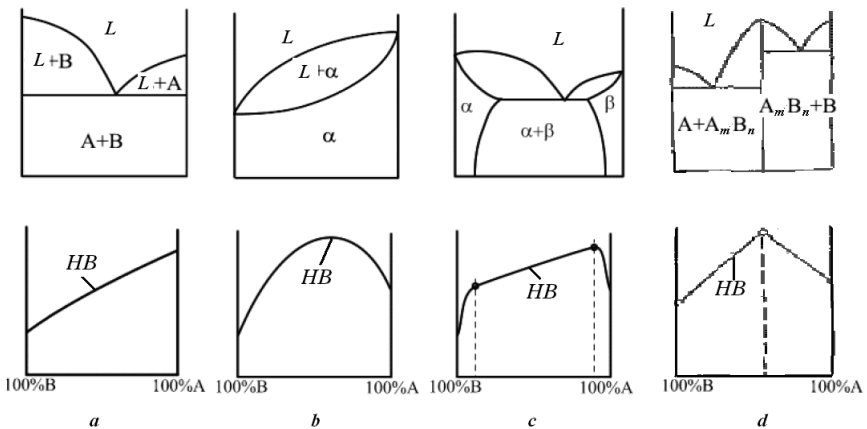 L
L+B
L+A
A+B
L
L+α
α
L
α
β
α+β
L
AₘBₙ+B
A+AₘBₙ
HB
HB
HB
HB
100%B
100%A
100%B
100%A
100%B
100%A
100%B
100%A
a
b
c
d